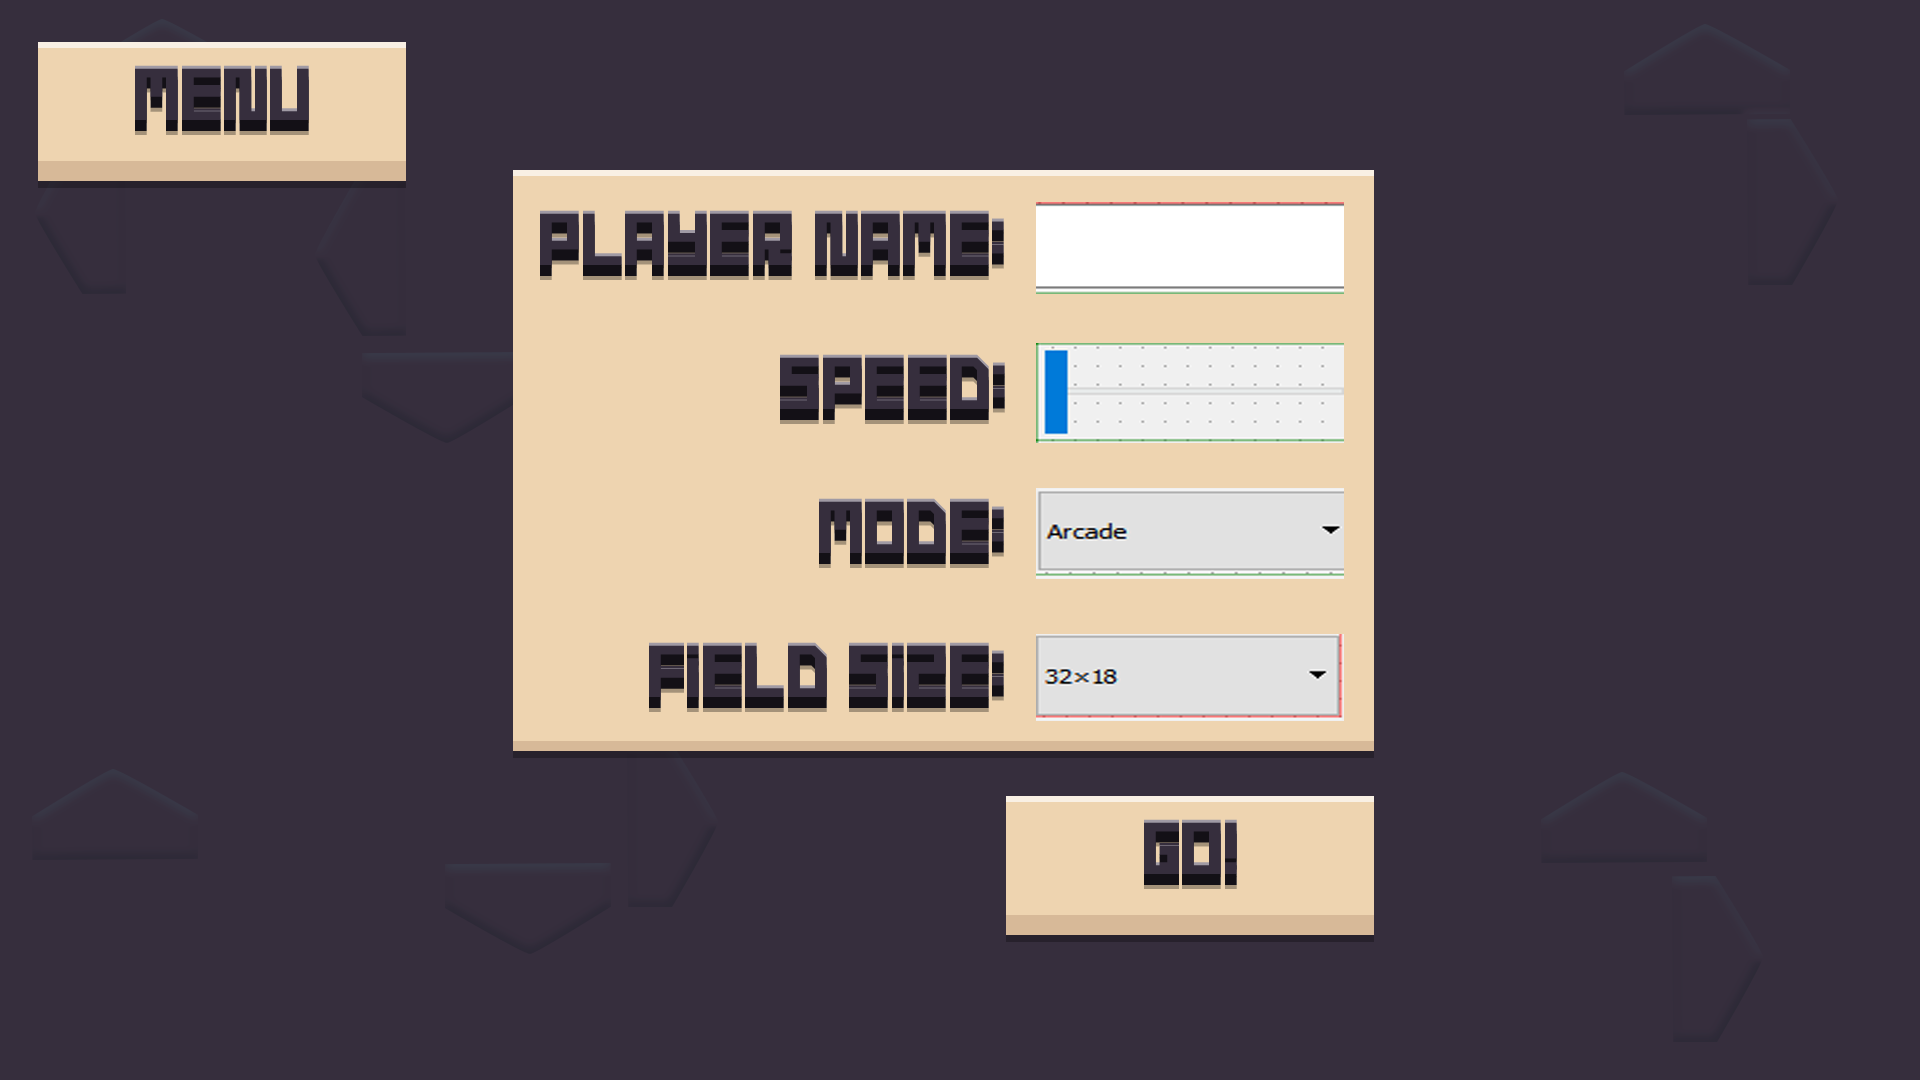 MENU
PLAYER NAME:
SPEED:
MODE: Arcade
FIELD SIZE: 32×18
GO!